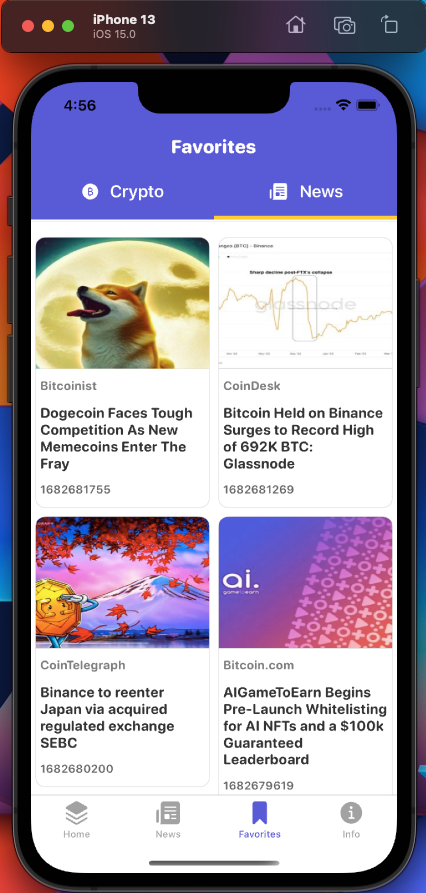 iPhone 13
iOS 15.0
4:56
Favorites
Crypto
News
Sharp decline post-FTX's collapse
glassnode
Bitcoinist
Dogecoin Faces Tough
Competition As New
Memecoins Enter The
Fray
1682681755
CoinDesk
Bitcoin Held on Binance
Surges to Record High
of 692K BTC:
Glassnode
1682681269
ai.
gametoearn
CoinTelegraph
Binance to reenter
Japan via acquired
regulated exchange
SEBC
1682680200
Bitcoin.com
AIGameToEarn Begins
Pre-Launch Whitelisting
for AI NFTs and a $100k
Guaranteed
Leaderboard
1682679619
Home
News
Favorites
Info